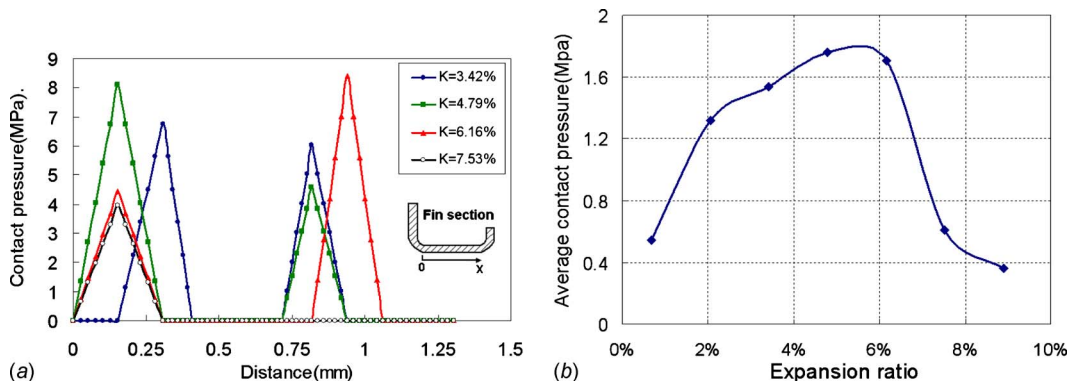 Contact pressure(MPa).
9
8
7
6
5
4
3
2
1
0
0 0.25 0.5 0.75 1 1.25 1.5
Distance(mm)
K=3.42%
K=4.79%
K=6.16%
K=7.53%
Fin section
0 x
(a)
Average contact pressure(Mpa)
2
1.6
1.2
0.8
0.4
0
0% 2% 4% 6% 8% 10%
Expansion ratio
(b)